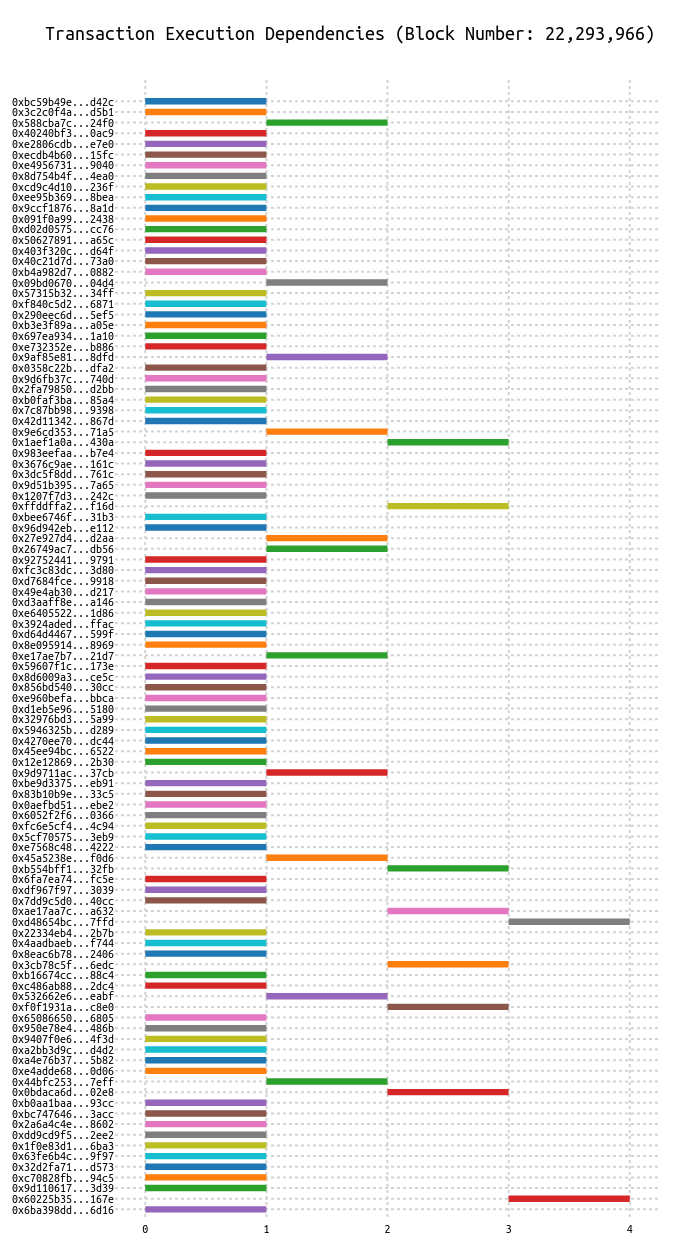 Transaction Execution Dependencies (Block Number: 22,293,966)
0xbc59b49e...d42c
0x3c2c0f4a...d5b1
0x588cba7c...24f0
0x40240bf3...0ac9
0xe2806cdb...e7e0
0xecdb4b60...15fc
0xe4956731...9040
0x8d754b4f...4ea0
0xcd9c4d10...236f
0xee95b369...8bea
0x9ccf1876...8a1d
0x091f0a99...2438
0xd02d0575...cc76
0x50627891...a65c
0x403f320c...d64f
0x40c21d7d...73a0
0xb4a982d7...0882
0x09bd0670...04d4
0x57315b32...34ff
0xf840c5d2...6871
0x290eec6d...5ef5
0xb3e3f89a...a05e
0x697ea934...1a10
0xe732352e...b886
0x9af85e81...8dfd
0x0358c22b...dfa2
0x9d6fb37c...740d
0x2fa79850...d2bb
0xb0faf3ba...85a4
0x7c87bb98...9398
0x42d11342...867d
0x9e6cd353...71a5
0x1aef1a0a...430a
0x983eefaa...b7e4
0x3676c9ae...161c
0x3dc5f8dd...761c
0x9d51b395...7a65
0x1207f7d3...242c
0xffddffa2...f16d
0xbee6746f...31b3
0x96d942eb...e112
0x27e927d4...d2aa
0x26749ac7...db56
0x92752441...9791
0xfc3c83dc...3d80
0xd7684fce...9918
0x49e4ab30...d217
0xd3aaff8e...a146
0xe6405522...1d86
0x3924aded...ffac
0xd64d4467...599f
0x8e095914...8969
0xe17ae7b7...21d7
0x59607f1c...173e
0x8d6009a3...ce5c
0x856bd540...30cc
0xe960befa...bbca
0xd1eb5e96...5180
0x32976bd3...5a99
0x5946325b...d289
0x4270ee70...dc44
0x45ee94bc...6522
0x12e12869...2b30
0x9d9711ac...37cb
0xbe9d3375...eb91
0x83b10b9e...33c5
0x0aefbd51...ebe2
0x6052f2f6...0366
0xfc6e5cf4...4c94
0x5cf70575...3eb9
0xe7568c48...4222
0x45a5238e...f0d6
0xb554bff1...32fb
0x6fa7ea74...fc5e
0xdf967f97...3039
0x7dd9c5d0...40cc
0xae17aa7c...a632
0xd48654bc...7ffd
0x22334eb4...2b7b
0x4aadbaeb...f744
0x8eac6b78...2406
0x3cb78c5f...6edc
0xb16674cc...88c4
0xc486ab88...2dc4
0x532662e6...eabf
0xf0f1931a...c8e0
0x65086650...6805
0x950e78e4...486b
0x9407f0e6...4f3d
0xa2bb3d9c...d4d2
0xa4e76b37...5b82
0xe4adde68...0d06
0x44bfc253...7eff
0x0bdaca6d...02e8
0xb0aa1baa...93cc
0xbc747646...3acc
0x2a6a4c4e...8602
0xdd9cd9f5...2ee2
0x1f0e83d1...6ba3
0x63fe6b4c...9f97
0x32d2fa71...d573
0xc70828fb...94c5
0x9d110617...3d39
0x60225b35...167e
0x6ba398dd...6d16
0 1 2 3 4